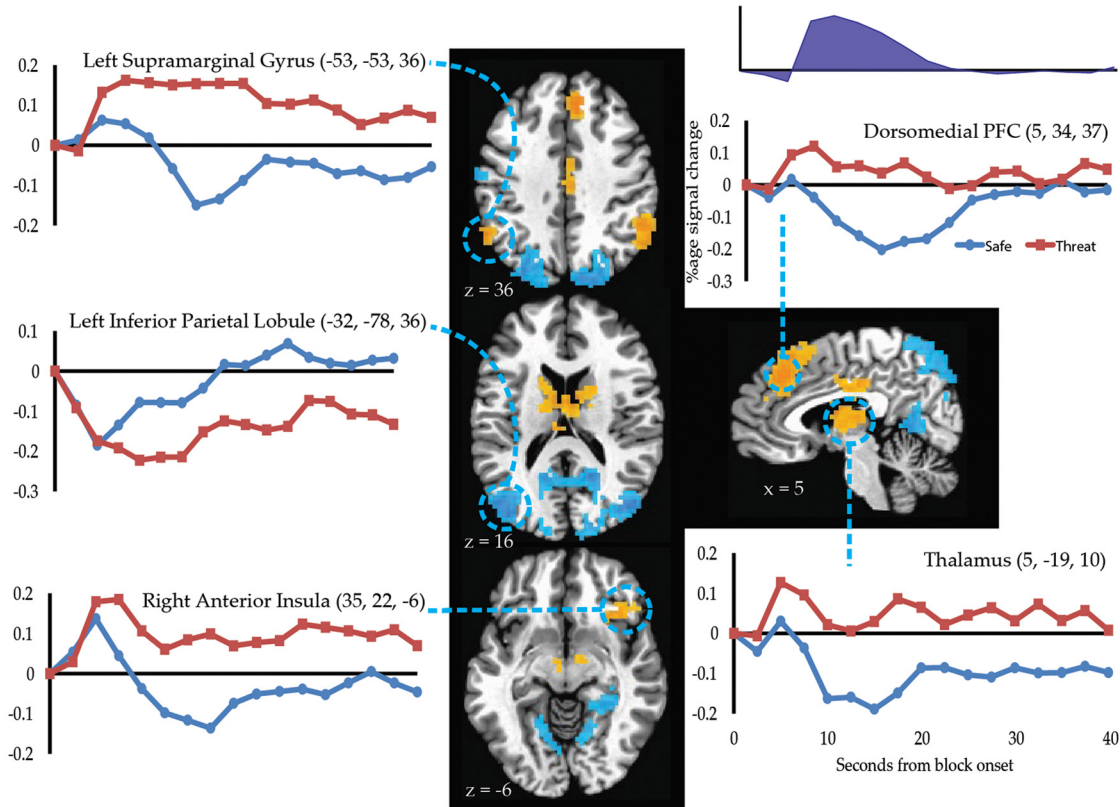 Left Supramarginal Gyrus (-53, -53, 36)
0.2
0.1
0
-0.1
-0.2
z = 36
Left Inferior Parietal Lobule (-32, -78, 36)
0.1
0
-0.1
-0.2
-0.3
z = 16
Right Anterior Insula (35, 22, -6)
0.2
0.1
0
-0.1
-0.2
z = -6
Dorsomedial PFC (5, 34, 37)
%age signal change
0.2
0.1
0
-0.1
-0.2
-0.3
Safe Threat
x = 5
Thalamus (5, -19, 10)
0.2
0.1
0
-0.1
-0.2
0 10 20 30 40
Seconds from block onset